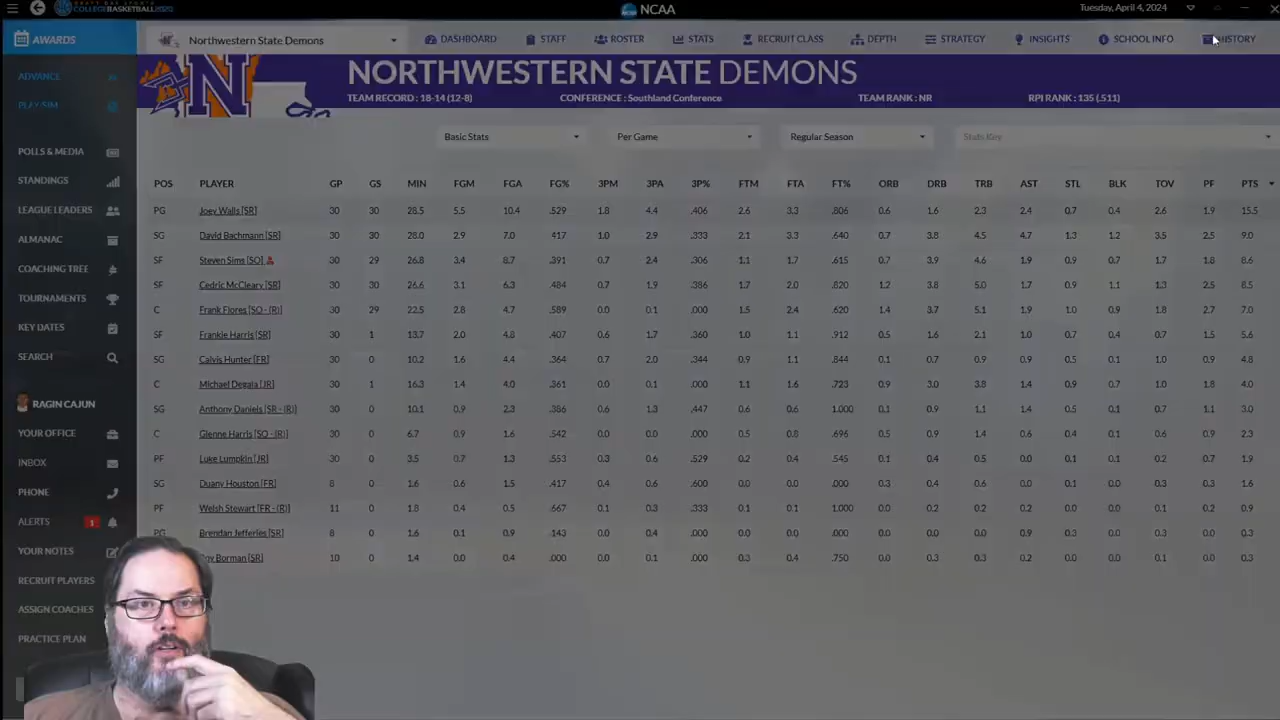 DRAFT DAY SPORTS
COLLEGE BASKETBALL 2020
NCAA
Tuesday, April 4, 2024
AWARDS
Northwestern State Demons
DASHBOARD STAFF ROSTER STATS RECRUIT CLASS DEPTH STRATEGY INSIGHTS SCHOOL INFO HISTORY
NORTHWESTERN STATE DEMONS
TEAM RECORD : 18-14 (12-8) CONFERENCE : Southland Conference TEAM RANK : NR RPI RANK : 135 (.511)
ADVANCE
PLAY/SIM
POLLS & MEDIA
STANDINGS
LEAGUE LEADERS
ALMANAC
COACHING TREE
TOURNAMENTS
KEY DATES
SEARCH
RAGIN CAJUN
YOUR OFFICE
INBOX
PHONE
ALERTS 1
YOUR NOTES
RECRUIT PLAYERS
ASSIGN COACHES
PRACTICE PLAN
Basic Stats Per Game Regular Season Stats Key
POS PLAYER GP GS MIN FGM FGA FG% 3PM 3PA 3P% FTM FTA FT% ORB DRB TRB AST STL BLK TOV PF PTS
PG Joey Walls [SR] 30 30 28.5 5.5 10.4 .529 1.8 4.4 .406 2.6 3.3 .806 0.6 1.6 2.3 2.4 0.7 0.4 2.6 1.9 15.5
SG David Bachmann [SR] 30 30 28.0 2.9 7.0 .417 1.0 2.9 .333 2.1 3.3 .640 0.7 3.8 4.5 4.7 1.3 1.2 3.5 2.5 9.0
SF Steven Sims [SO] 30 29 26.8 3.4 8.7 .391 0.7 2.4 .306 1.1 1.7 .615 0.7 3.9 4.6 1.9 0.9 0.7 1.7 1.8 8.6
SF Cedric McCleary [SR] 30 30 26.6 3.1 6.3 .484 0.7 1.9 .386 1.7 2.0 .820 1.2 3.8 5.0 1.7 0.9 1.1 1.3 2.5 8.5
C Frank Flores [SO - (R)] 30 29 22.5 2.8 4.7 .589 0.0 0.1 .000 1.5 2.4 .620 1.4 3.7 5.1 1.9 1.0 0.9 1.8 2.7 7.0
SF Frankie Harris [SR] 30 1 13.7 2.0 4.8 .407 0.6 1.7 .360 1.0 1.1 .912 0.5 1.6 2.1 1.0 0.7 0.4 0.7 1.5 5.6
SG Calvis Hunter [FR] 30 0 10.2 1.6 4.4 .364 0.7 2.0 .344 0.9 1.1 .844 0.1 0.7 0.9 0.9 0.5 0.1 1.0 0.9 4.8
C Michael Degala [JR] 30 1 16.3 1.4 4.0 .361 0.0 0.1 .000 1.1 1.6 .723 0.9 3.0 3.8 1.4 0.9 0.7 1.0 1.8 4.0
SG Anthony Daniels [SR - (R)] 30 0 10.1 0.9 2.3 .386 0.6 1.3 .447 0.6 0.6 1.000 0.1 0.9 1.1 1.4 0.5 0.1 0.7 1.1 3.0
C Glenne Harris [SO - (R)] 30 0 6.7 0.9 1.6 .542 0.0 0.0 .000 0.5 0.8 .696 0.5 0.9 1.4 0.6 0.4 0.1 0.6 0.9 2.3
PF Luke Lumpkin [JR] 30 0 3.5 0.7 1.3 .553 0.3 0.6 .529 0.2 0.4 .545 0.1 0.4 0.5 0.0 0.1 0.1 0.2 0.7 1.9
SG Duany Houston [FR] 8 0 1.6 0.6 1.5 .417 0.4 0.6 .600 0.0 0.0 .000 0.3 0.4 0.6 0.0 0.1 0.0 0.3 0.3 1.6
PF Welsh Stewart [FR - (R)] 11 0 1.8 0.4 0.5 .667 0.1 0.3 .333 0.1 0.1 1.000 0.0 0.2 0.2 0.2 0.0 0.0 0.1 0.2 0.9
PG Brendan Jefferies [SR] 8 0 1.6 0.1 0.9 .143 0.0 0.4 .000 0.0 0.0 .000 0.0 0.0 0.0 0.9 0.3 0.0 0.3 0.0 0.3
Borman [SR] 10 0 1.4 0.0 0.4 .000 0.0 0.1 .000 0.3 0.4 .750 0.0 0.3 0.3 0.2 0.0 0.0 0.1 0.0 0.3